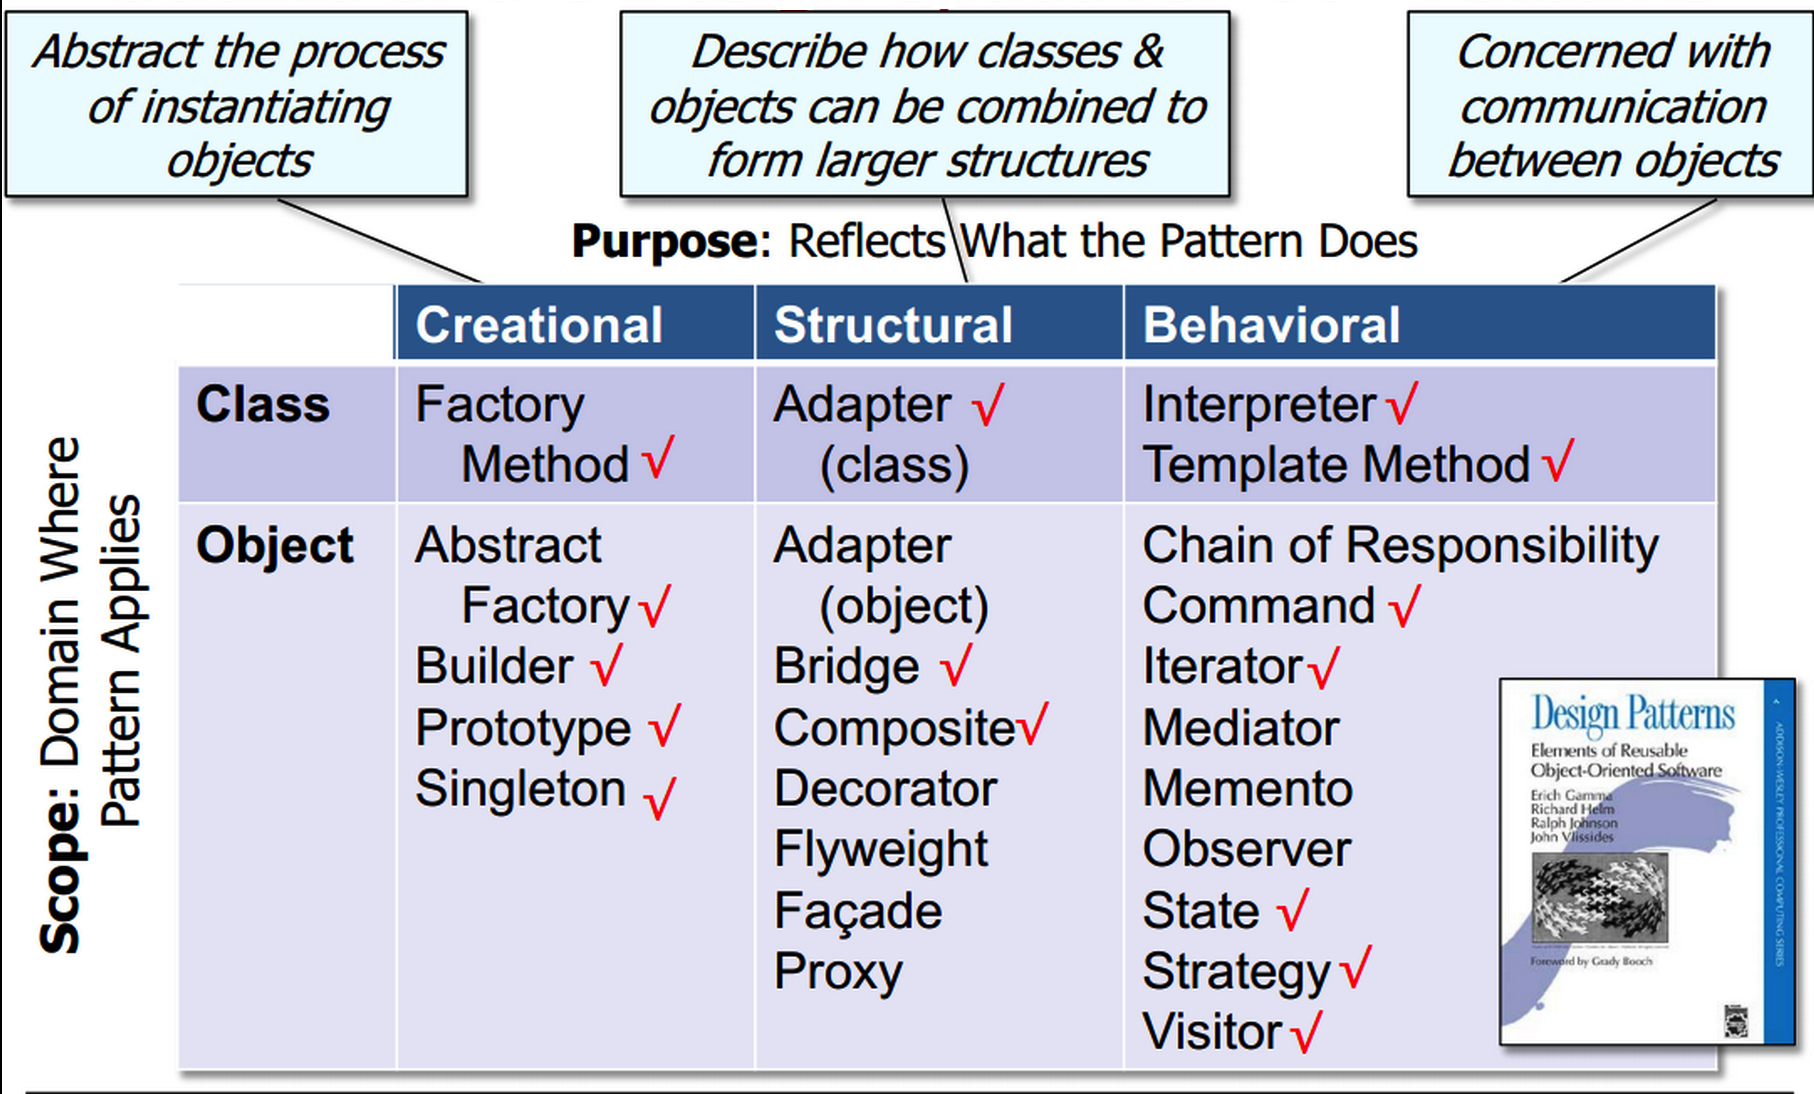 Abstract the process
of instantiating
objects
Describe how classes &
objects can be combined to
form larger structures
Concerned with
communication
between objects
Purpose: Reflects What the Pattern Does
Scope: Domain Where
Pattern Applies
Creational
Structural
Behavioral
Class
Factory
Method √
Adapter √
(class)
Interpreter √
Template Method √
Object
Abstract
Factory √
Builder √
Prototype √
Singleton √
Adapter
(object)
Bridge √
Composite √
Decorator
Flyweight
Façade
Proxy
Chain of Responsibility
Command √
Iterator √
Mediator
Memento
Observer
State √
Strategy √
Visitor √
Design Patterns
Elements of Reusable
Object-Oriented Software
Erich Gamma
Richard Helm
Ralph Johnson
John Vlissides
Foreword by Grady Booch
ADDISON-WESLEY PROFESSIONAL COMPUTING SERIES